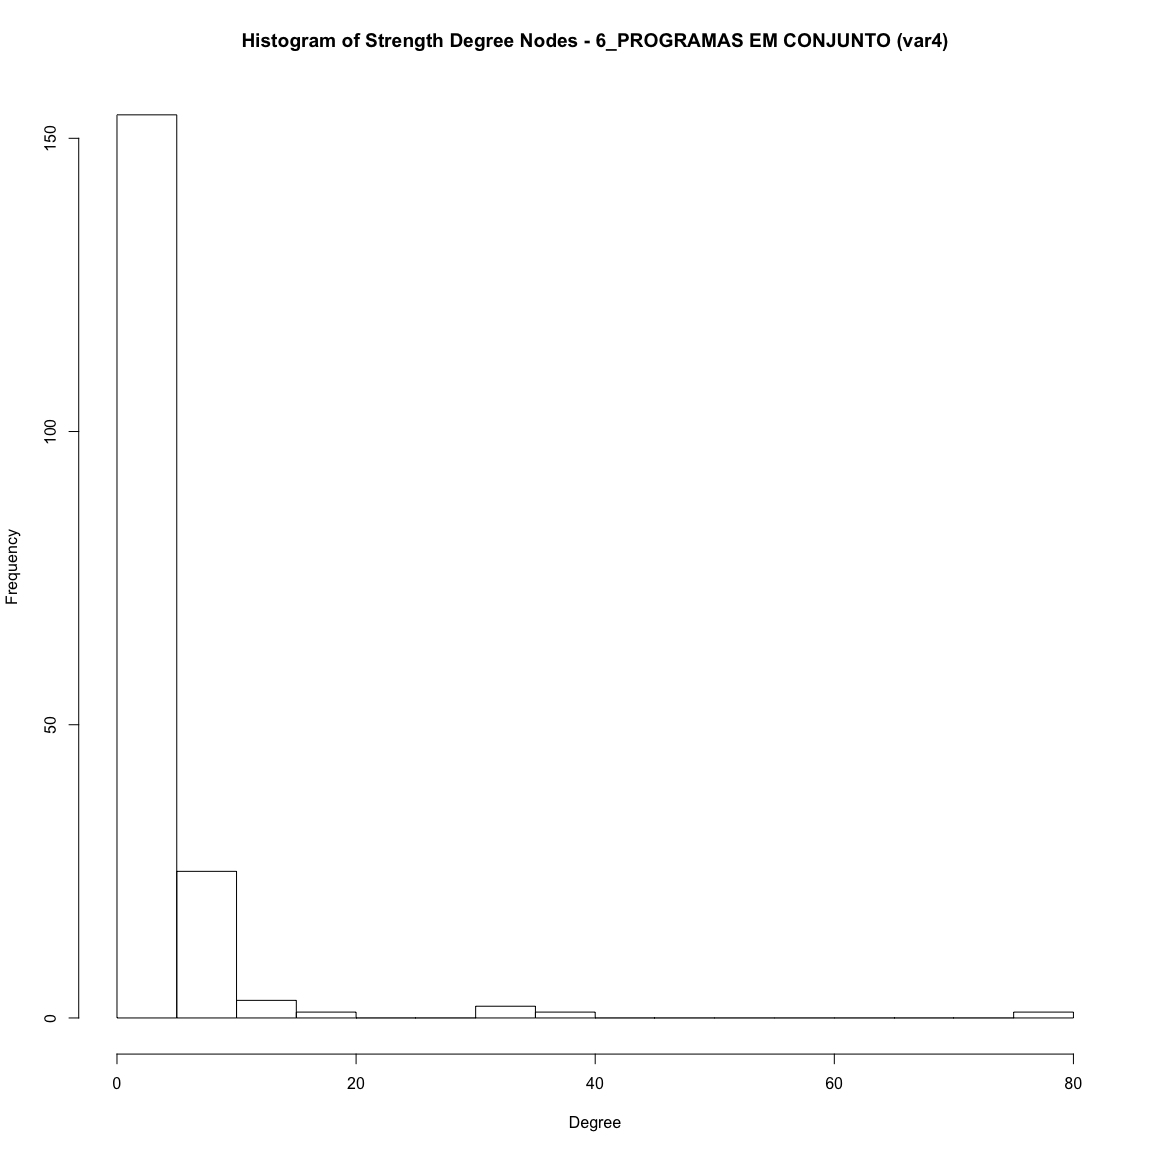 Histogram of Strength Degree Nodes - 6_PROGRAMAS EM CONJUNTO (var4)
Frequency
150
100
50
0
0 20 40 60 80
Degree